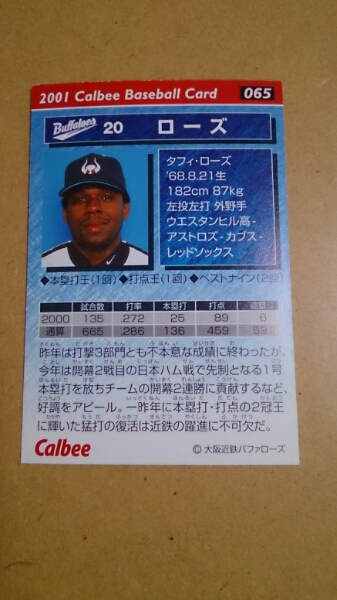 2001 Calbee Baseball Card 065
Buffaloes 20 ローズ
タフィ・ローズ
'68.8.21生
182cm 87kg
左投左打 外野手
ウエスタンヒル高-
アストロズ-カブス-
レッドソックス
◆本塁打王(1回)◆打点王(1回)◆ベストナイン(2回)
試合数 打率 本塁打 打点 盗塁
2000 135 .272 25 89 6
通算 665 .286 136 459 59
昨年は打撃3部門とも不本意な成績に終わったが、
今年は開幕2戦目の日本ハム戦で先制となる1号
本塁打を放ちチームの開幕2連勝に貢献するなど、
好調をアピール。一昨年に本塁打・打点の2冠王
に輝いた猛打の復活は近鉄の躍進に不可欠だ。
Calbee
© 大阪近鉄バファローズ